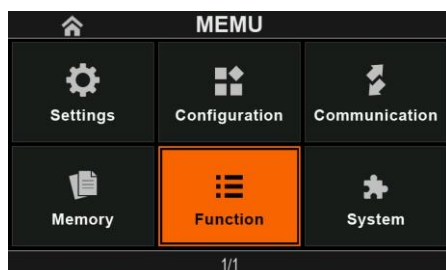 MEMU
Settings
Configuration
Communication
Memory
Function
System
1/1